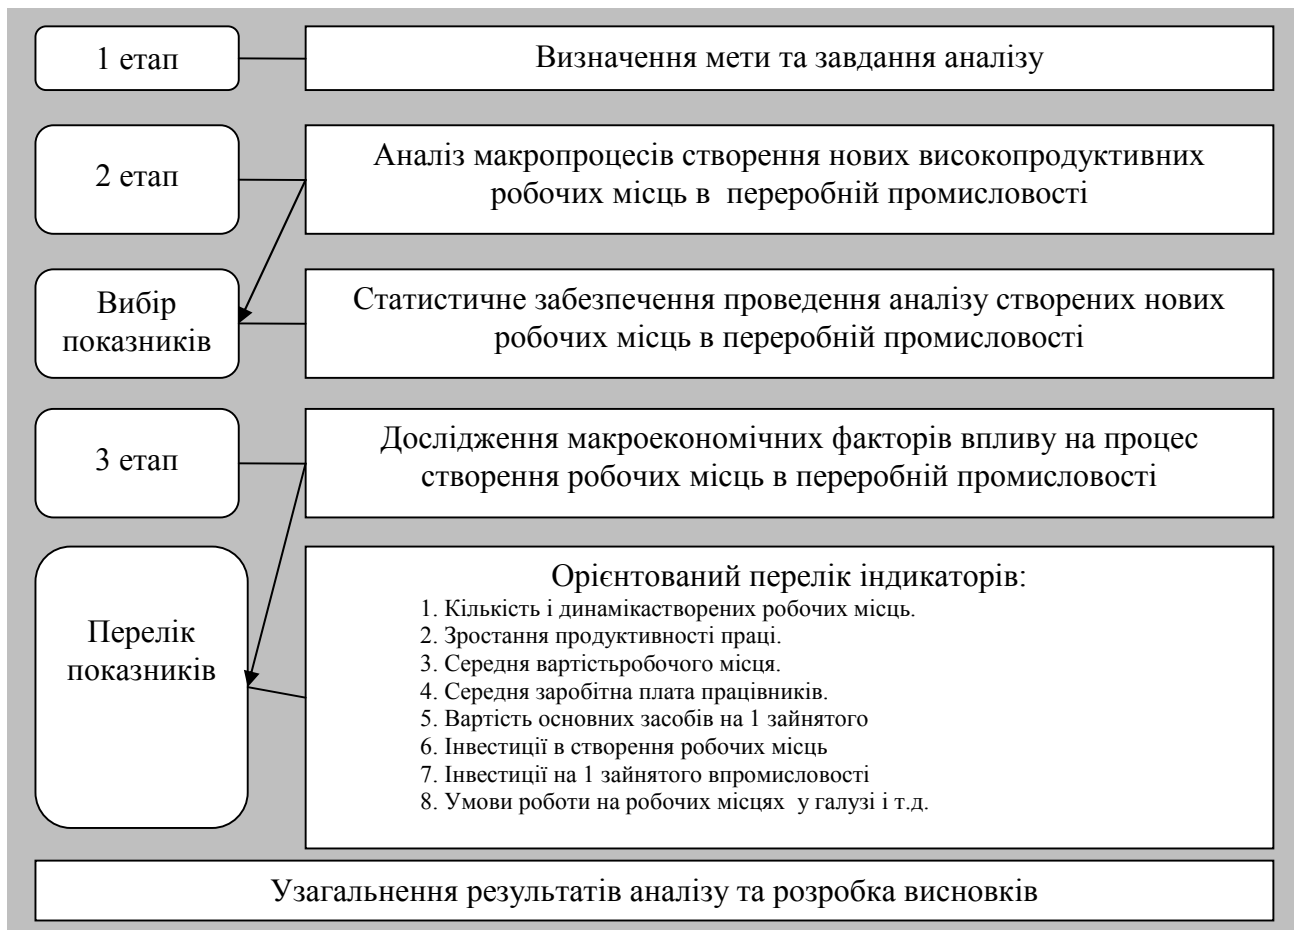 1 етап
Визначення мети та завдання аналізу
2 етап
Аналіз макропроцесів створення нових високопродуктивних
робочих місць в переробній промисловості
Вибір
показників
Статистичне забезпечення проведення аналізу створених нових
робочих місць в переробній промисловості
3 етап
Дослідження макроекономічних факторів впливу на процес
створення робочих місць в переробній промисловості
Перелік
показників
Орієнтований перелік індикаторів:
1. Кількість і динамікастворених робочих місць.
2. Зростання продуктивності праці.
3. Середня вартістьробочого місця.
4. Середня заробітна плата працівників.
5. Вартість основних засобів на 1 зайнятого
6. Інвестиції в створення робочих місць
7. Інвестиції на 1 зайнятого впромисловості
8. Умови роботи на робочих місцях у галузі і т.д.
Узагальнення результатів аналізу та розробка висновків